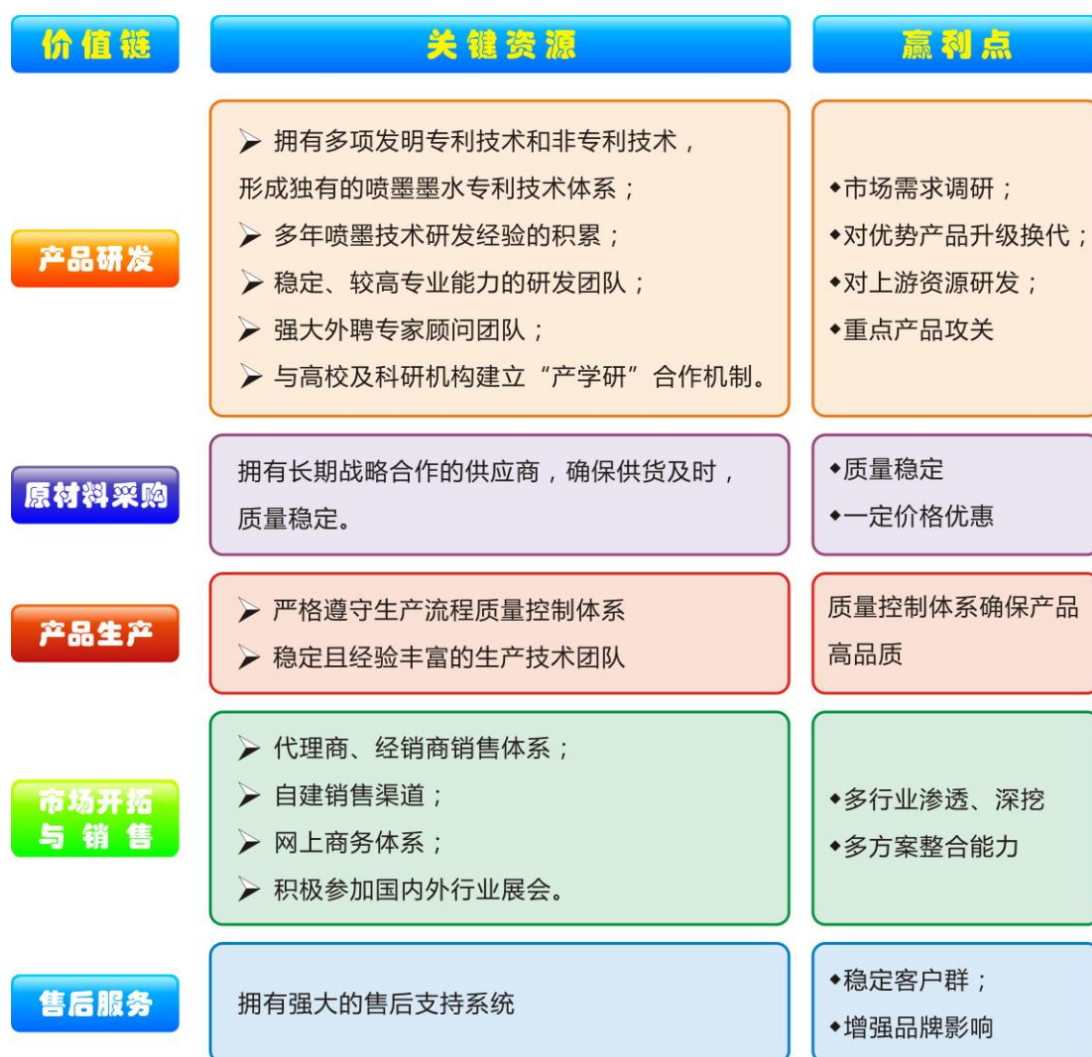 价值链
关键资源
赢利点
产品研发
➢ 拥有多项发明专利技术和非专利技术，
形成独有的喷墨墨水专利技术体系；
➢ 多年喷墨技术研发经验的积累；
➢ 稳定、较高专业能力的研发团队；
➢ 强大外聘专家顾问团队；
➢ 与高校及科研机构建立“产学研”合作机制。
◆市场需求调研；
◆对优势产品升级换代；
◆对上游资源研发；
◆重点产品攻关
原材料采购
拥有长期战略合作的供应商，确保供货及时，
质量稳定。
◆质量稳定
◆一定价格优惠
产品生产
➢ 严格遵守生产流程质量控制体系
➢ 稳定且经验丰富的生产技术团队
质量控制体系确保产品
高品质
市场开拓
与销售
➢ 代理商、经销商销售体系；
➢ 自建销售渠道；
➢ 网上商务体系；
➢ 积极参加国内外行业展会。
◆多行业渗透、深挖
◆多方案整合能力
售后服务
拥有强大的售后支持系统
◆稳定客户群；
◆增强品牌影响